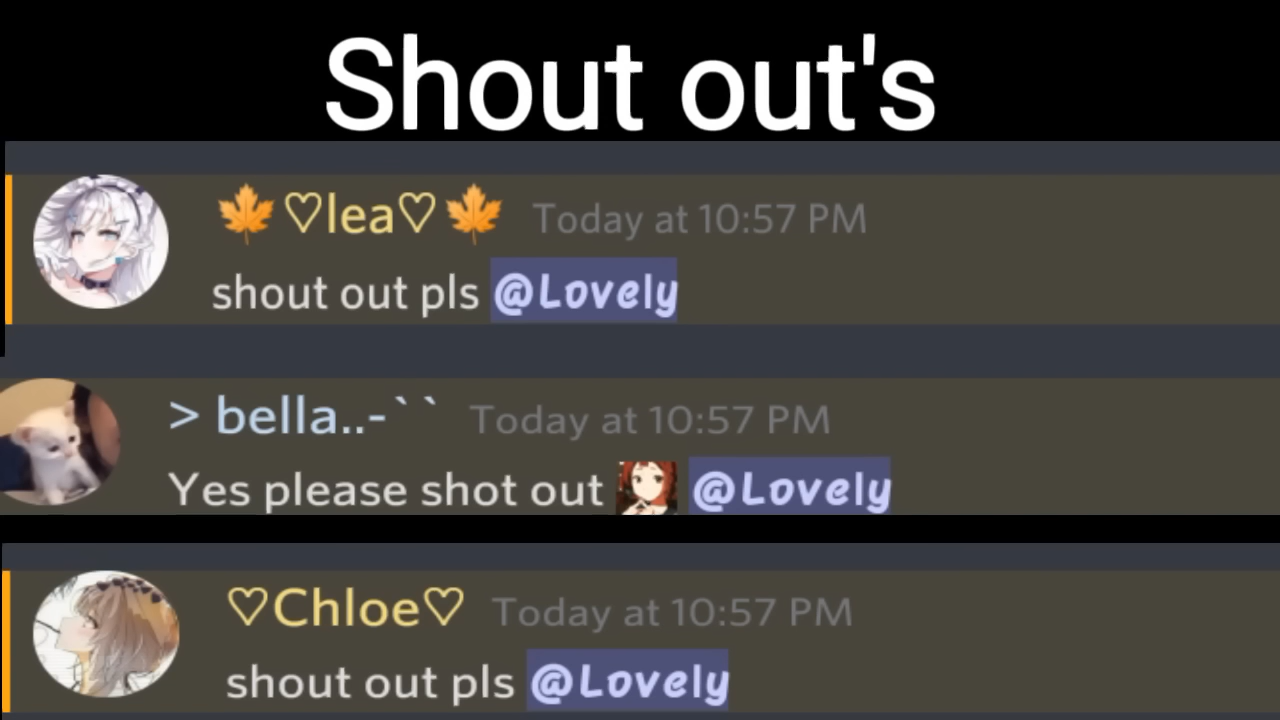 Shout out's
🍁♡lea♡🍁 Today at 10:57 PM
shout out pls @Lovely
> bella..-`` Today at 10:57 PM
Yes please shot out @Lovely
♡Chloe♡ Today at 10:57 PM
shout out pls @Lovely